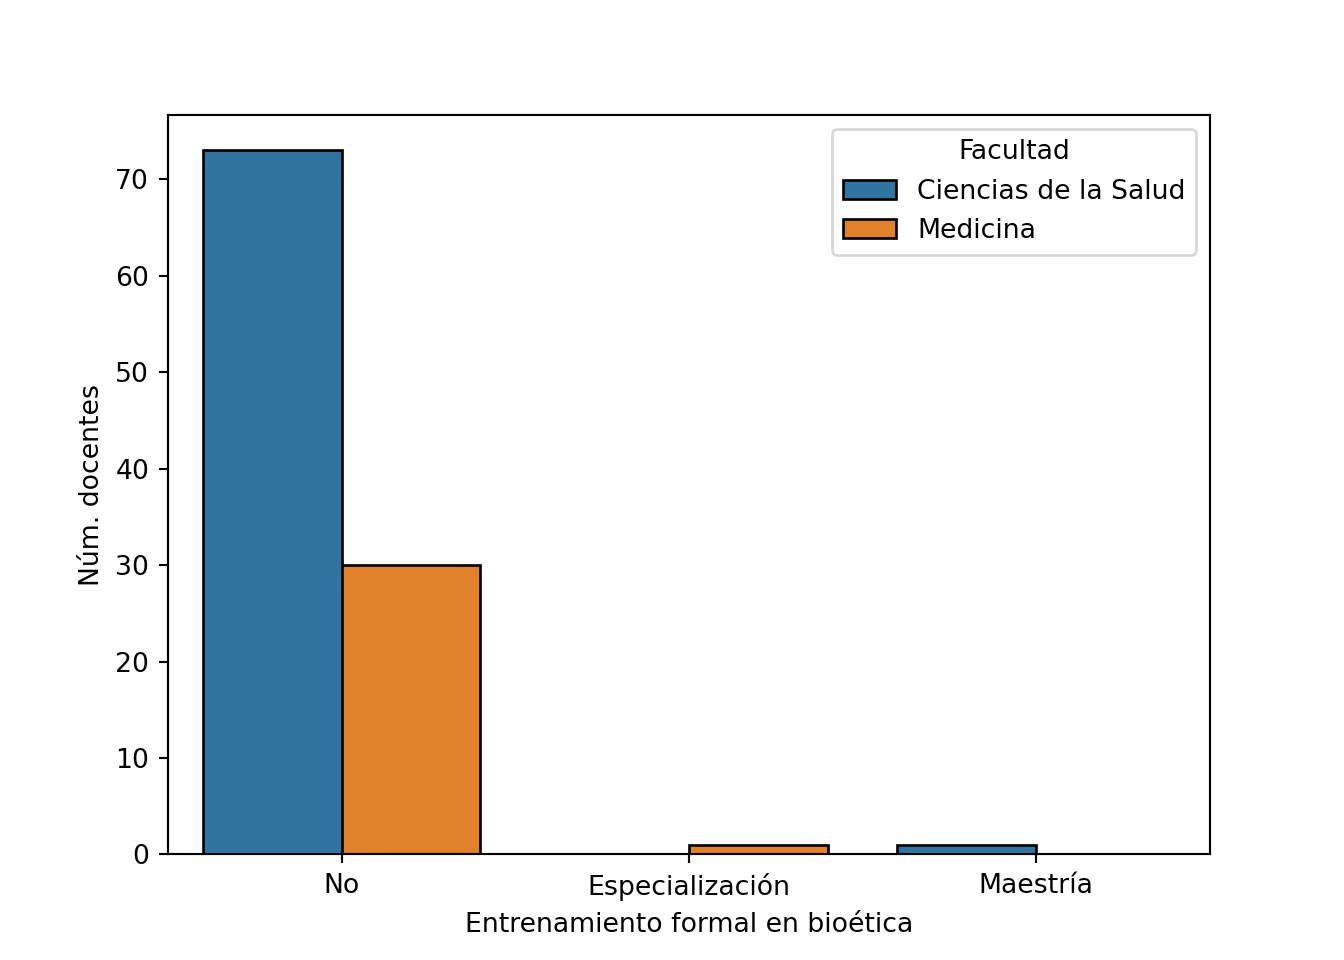 Facultad
Ciencias de la Salud
Medicina
70
60
50
40
30
20
10
0
Núm. docentes
No
Especialización
Maestría
Entrenamiento formal en bioética